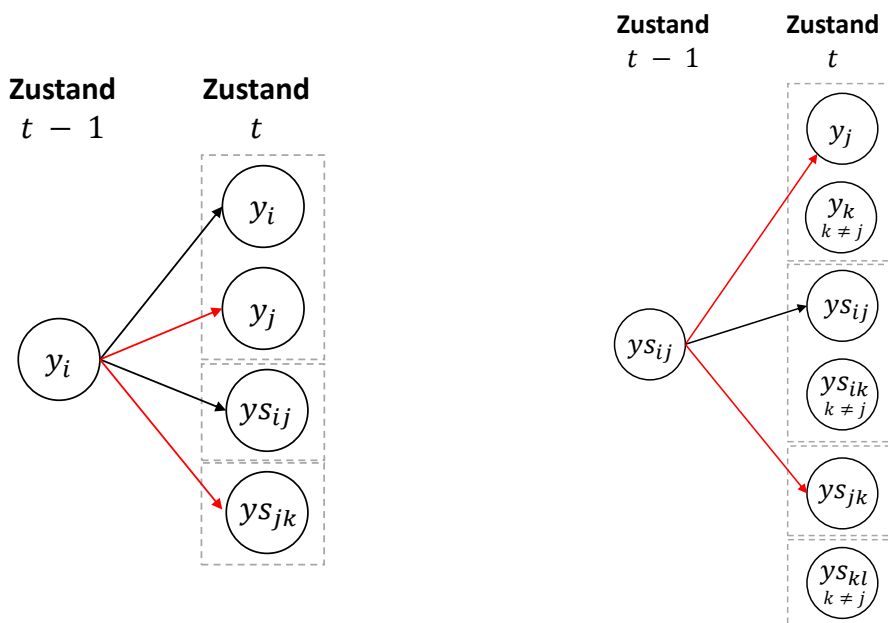 Zustand Zustand
t − 1 t
y_i
y_j
y_i
ys_ij
ys_jk
Zustand Zustand
t − 1 t
y_j
y_k
k ≠ j
ys_ij
ys_ij
ys_ik
k ≠ j
ys_jk
ys_kl
k ≠ j